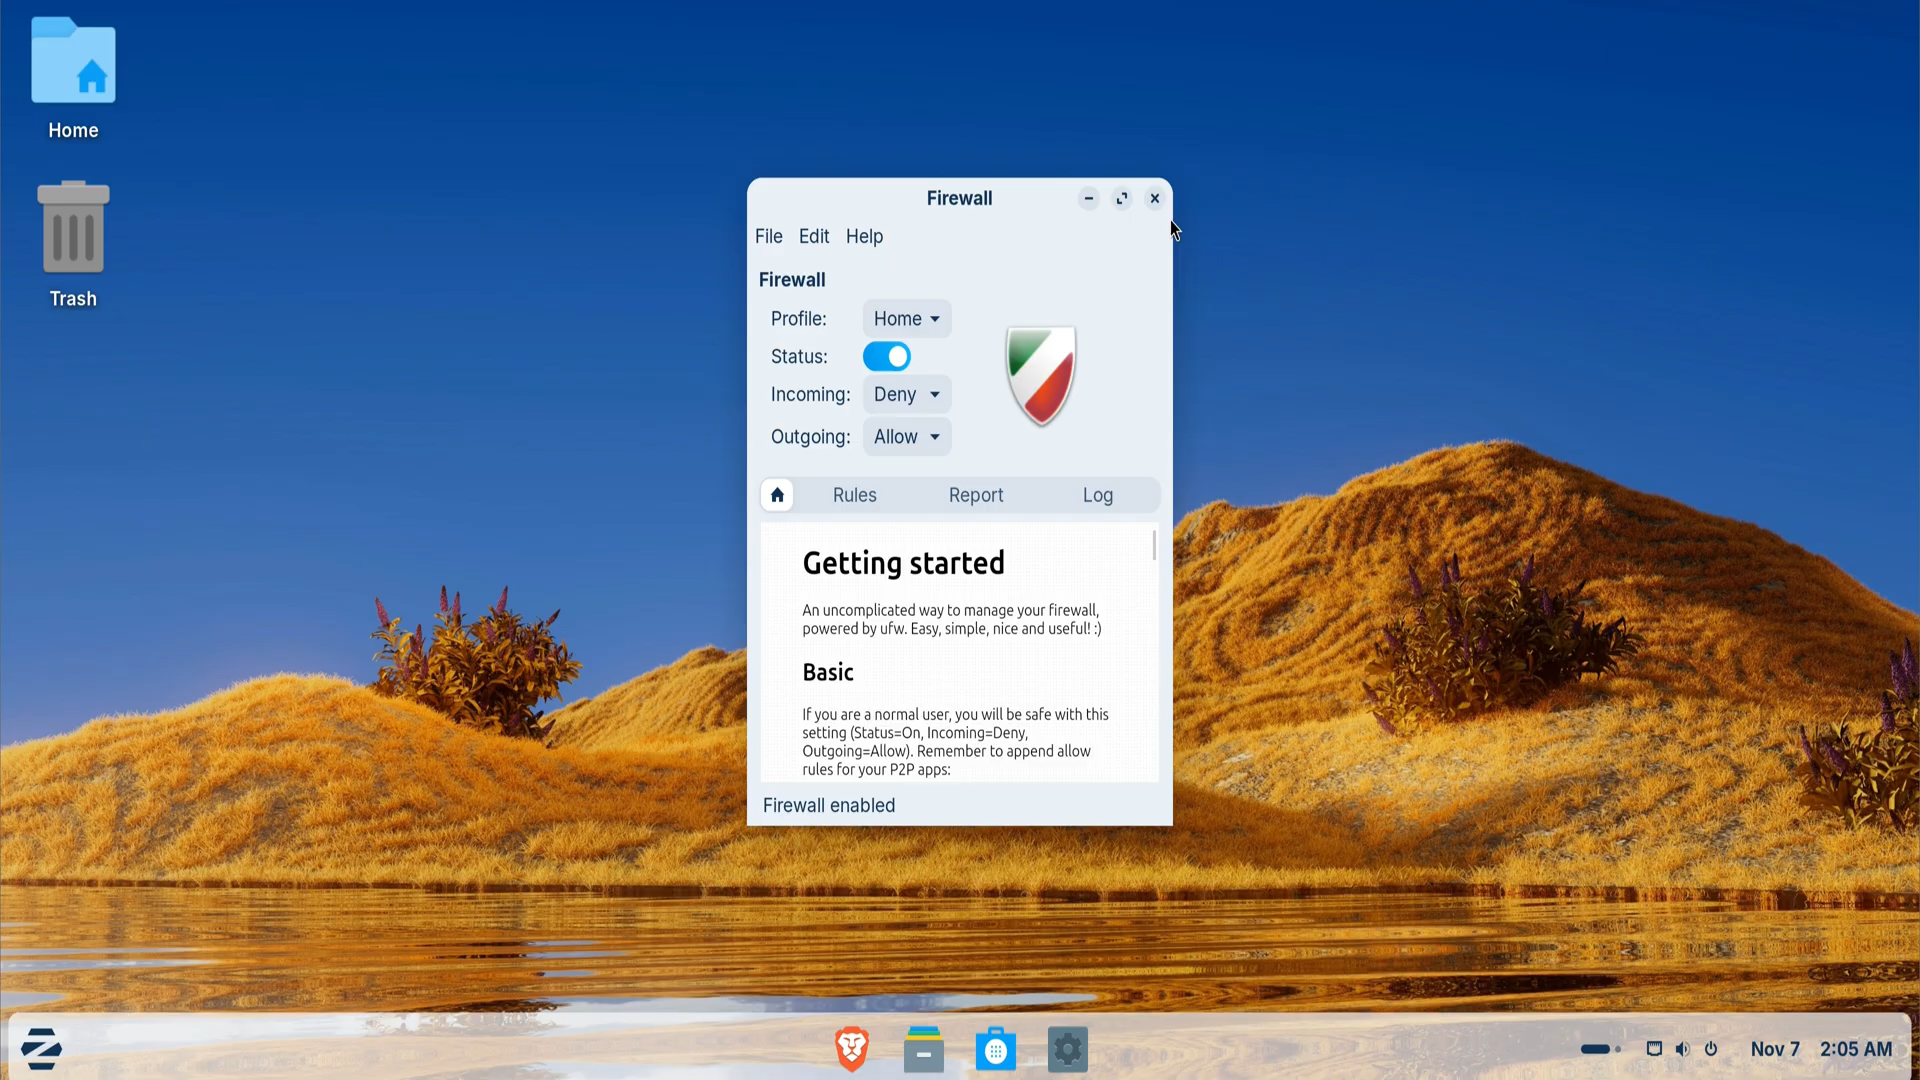 Home
Trash
Firewall
File Edit Help
Firewall
Profile: Home
Status:
Incoming: Deny
Outgoing: Allow
Rules Report Log
Getting started
An uncomplicated way to manage your firewall,
powered by ufw. Easy, simple, nice and useful! :)
Basic
If you are a normal user, you will be safe with this
setting (Status=On, Incoming=Deny,
Outgoing=Allow). Remember to append allow
rules for your P2P apps:
Firewall enabled
Nov 7 2:05 AM